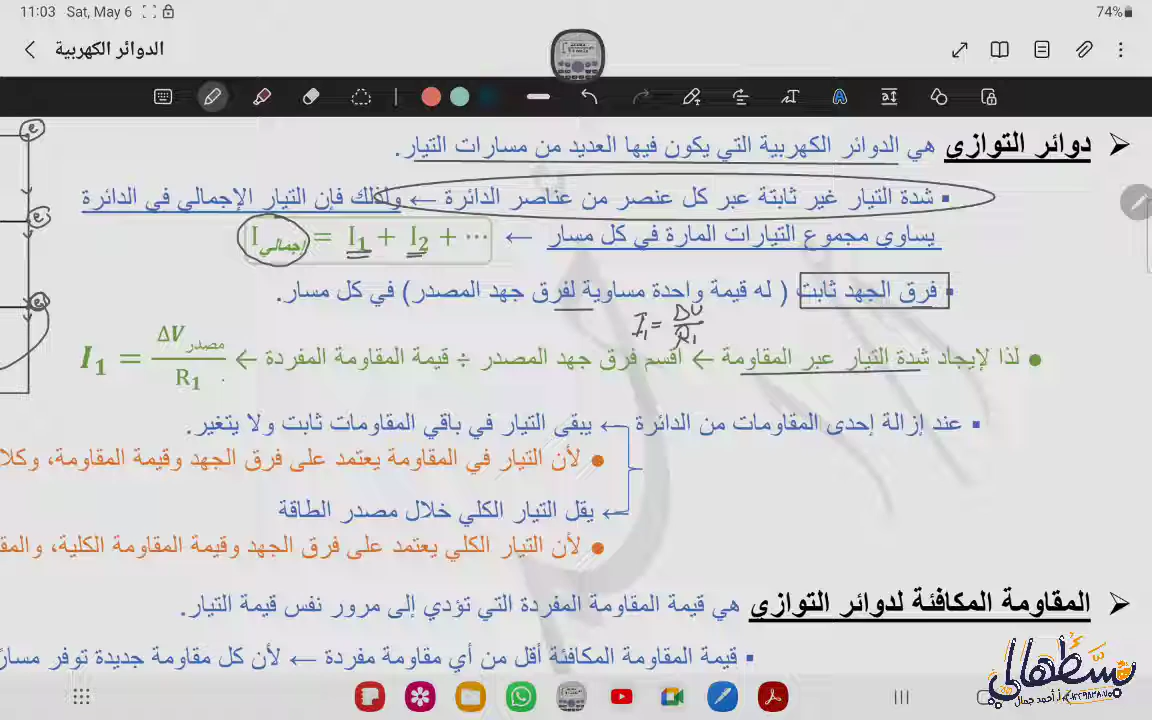 11:03 Sat, May 6
74%
الدوائر الكهربية
دوائر التوازي هي الدوائر الكهربية التي يكون فيها العديد من مسارات التيار.
شدة التيار غير ثابتة عبر كل عنصر من عناصر الدائرة ← ولذلك فإن التيار الإجمالي في الدائرة
يساوي مجموع التيارات المارة في كل مسار ← I إجمالي = I1 + I2 + ⋯
فرق الجهد ثابت ( له قيمة واحدة مساوية لفرق جهد المصدر) في كل مسار.
I1 = ΔV / R1
لذا لإيجاد شدة التيار عبر المقاومة ← اقسم فرق جهد المصدر ÷ قيمة المقاومة المفردة ← I1 = ΔV مصدر / R1
عند إزالة إحدى المقاومات من الدائرة ← يبقى التيار في باقي المقاومات ثابت ولا يتغير.
لأن التيار في المقاومة يعتمد على فرق الجهد وقيمة المقاومة، وكلا
يقل التيار الكلي خلال مصدر الطاقة
لأن التيار الكلي يعتمد على فرق الجهد وقيمة المقاومة الكلية، والمق
المقاومة المكافئة لدوائر التوازي هي قيمة المقاومة المفردة التي تؤدي إلى مرور نفس قيمة التيار.
قيمة المقاومة المكافئة أقل من أي مقاومة مفردة ← لأن كل مقاومة جديدة توفر مسار
أ. أحمد جمال